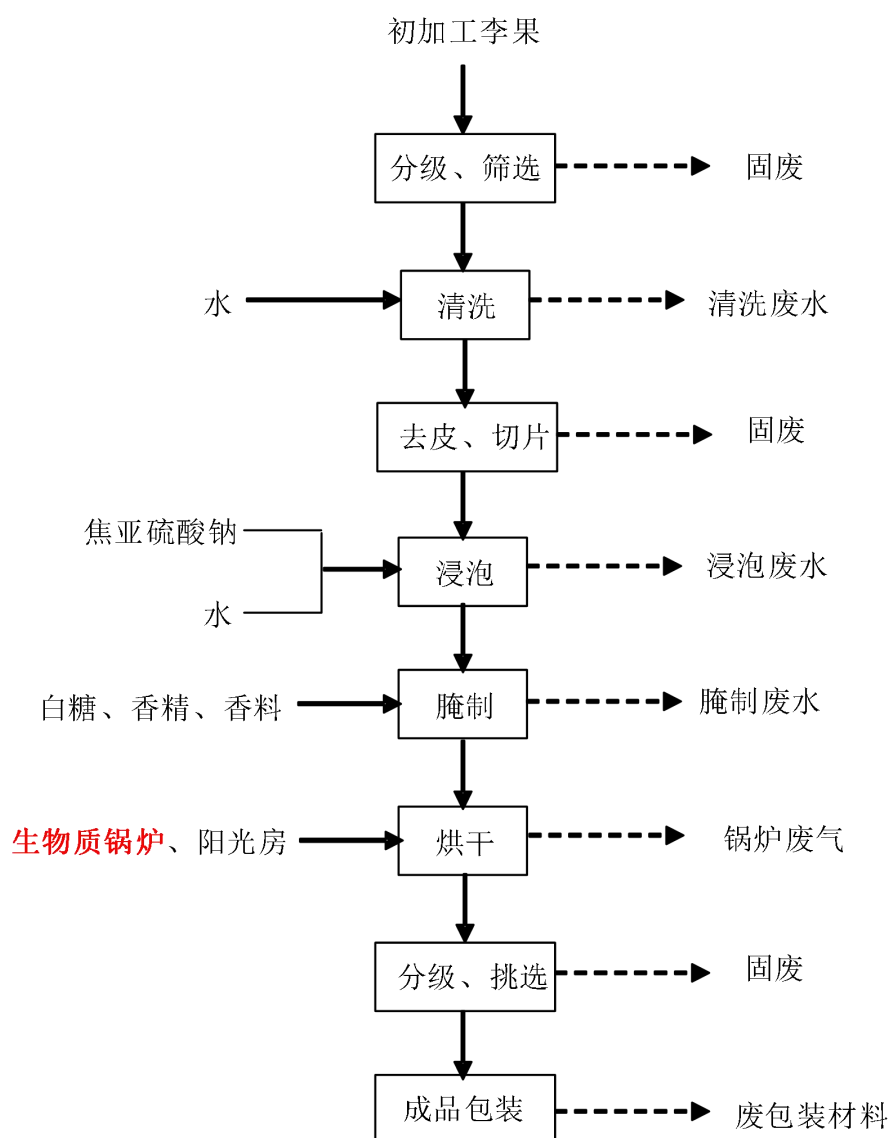 初加工李果
分级、筛选
固废
水
清洗
清洗废水
去皮、切片
固废
焦亚硫酸钠
水
浸泡
浸泡废水
白糖、香精、香料
腌制
腌制废水
生物质锅炉、阳光房
烘干
锅炉废气
分级、挑选
固废
成品包装
废包装材料